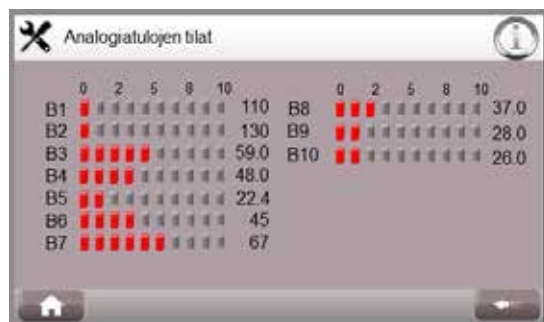 Analogiatulojen tilat
0 2 5 8 10
B1 110
B2 130
B3 59.0
B4 48.0
B5 22.4
B6 45
B7 67
0 2 5 8 10
B8 37.0
B9 28.0
B10 26.0